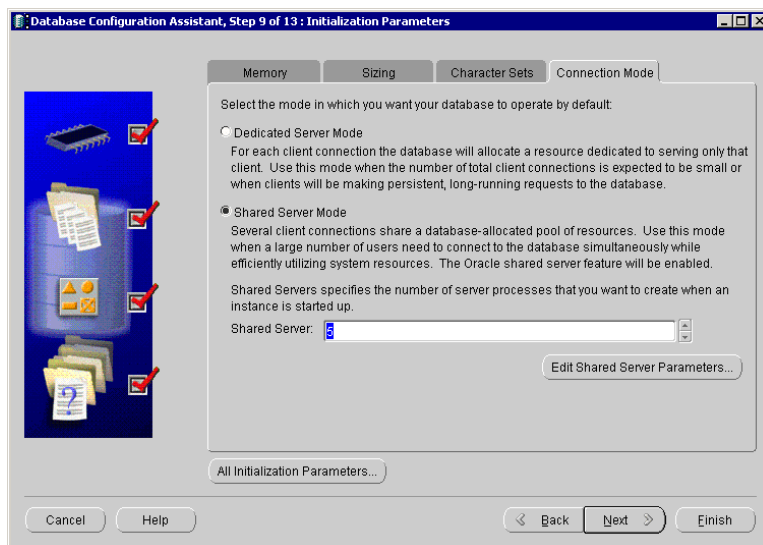 Database Configuration Assistant, Step 9 of 13 : Initialization Parameters
Memory Sizing Character Sets Connection Mode
Select the mode in which you want your database to operate by default:
Dedicated Server Mode
For each client connection the database will allocate a resource dedicated to serving only that
client. Use this mode when the number of total client connections is expected to be small or
when clients will be making persistent, long-running requests to the database.
Shared Server Mode
Several client connections share a database-allocated pool of resources. Use this mode
when a large number of users need to connect to the database simultaneously while
efficiently utilizing system resources. The Oracle shared server feature will be enabled.
Shared Servers specifies the number of server processes that you want to create when an
instance is started up.
Shared Server: 5
Edit Shared Server Parameters...
All Initialization Parameters...
Cancel Help Back Next Finish